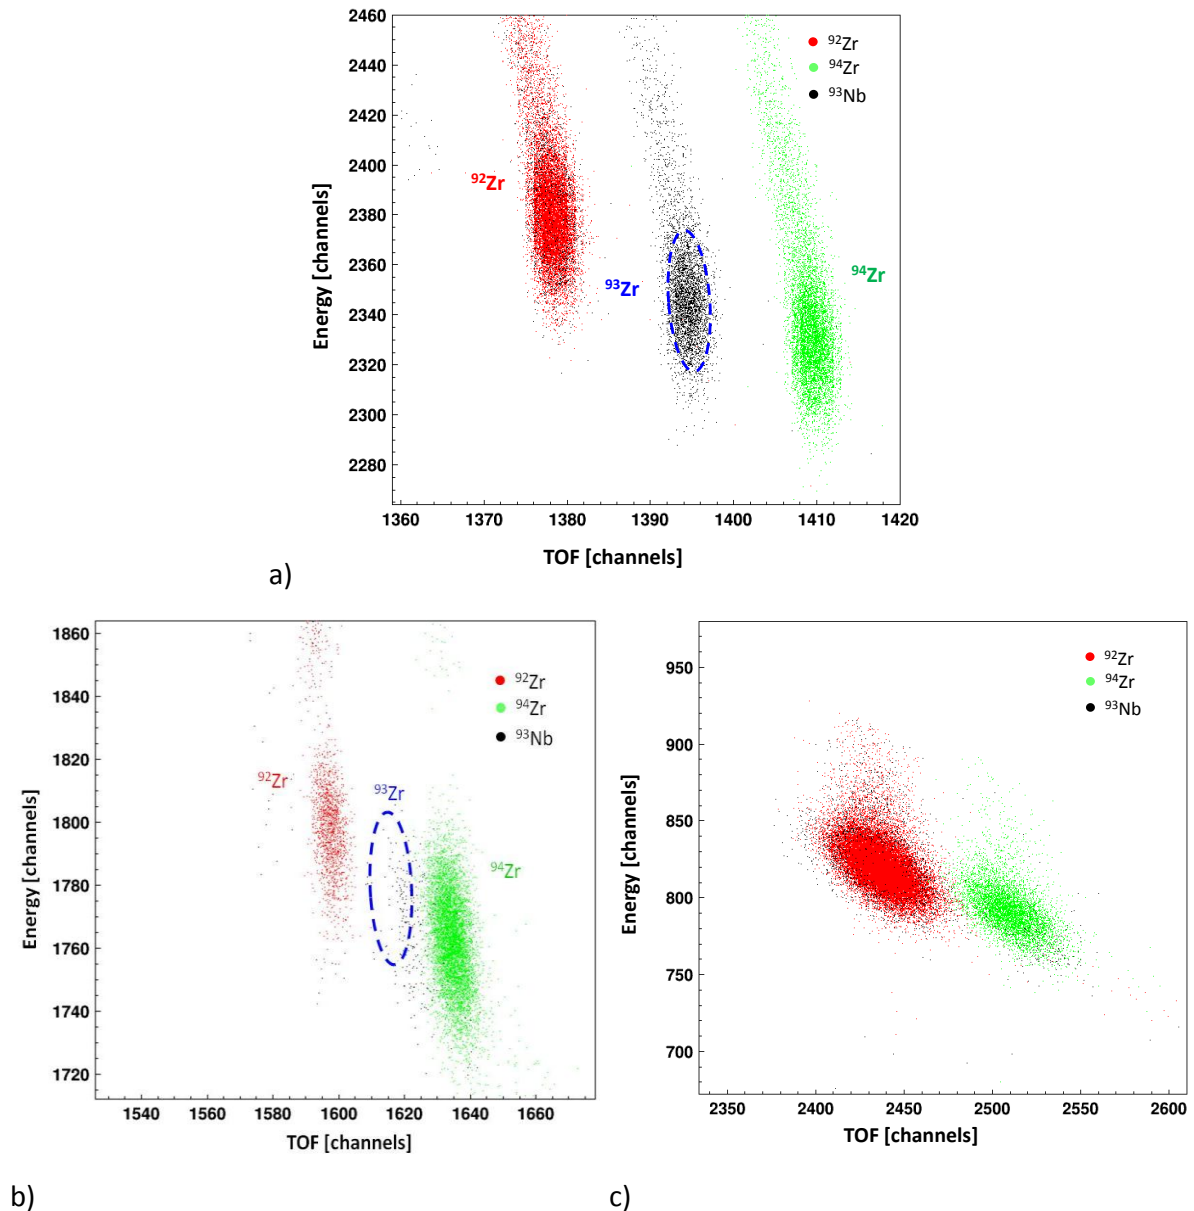 2460
2440
2420
2400
2380
2360
2340
2320
2300
2280
Energy [channels]
⁹²Zr
⁹⁴Zr
⁹³Nb
⁹²Zr
⁹³Zr
⁹⁴Zr
1360 1370 1380 1390 1400 1410 1420
TOF [channels]
a)
1860
1840
1820
1800
1780
1760
1740
1720
Energy [channels]
⁹²Zr
⁹⁴Zr
⁹³Nb
⁹²Zr
⁹³Zr
⁹⁴Zr
1540 1560 1580 1600 1620 1640 1660
TOF [channels]
b)
950
900
850
800
750
700
Energy [channels]
⁹²Zr
⁹⁴Zr
⁹³Nb
2350 2400 2450 2500 2550 2600
TOF [channels]
c)